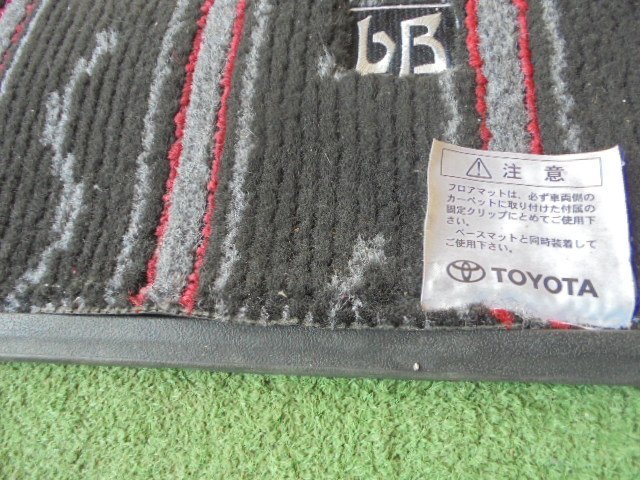 bB
⚠ 注意
フロアマットは、必ず車両側の
カーペットに取り付けた付属の
固定クリップにとめてご使用下
さい。
ベースマットと同時装着して
ご使用下さい。
TOYOTA